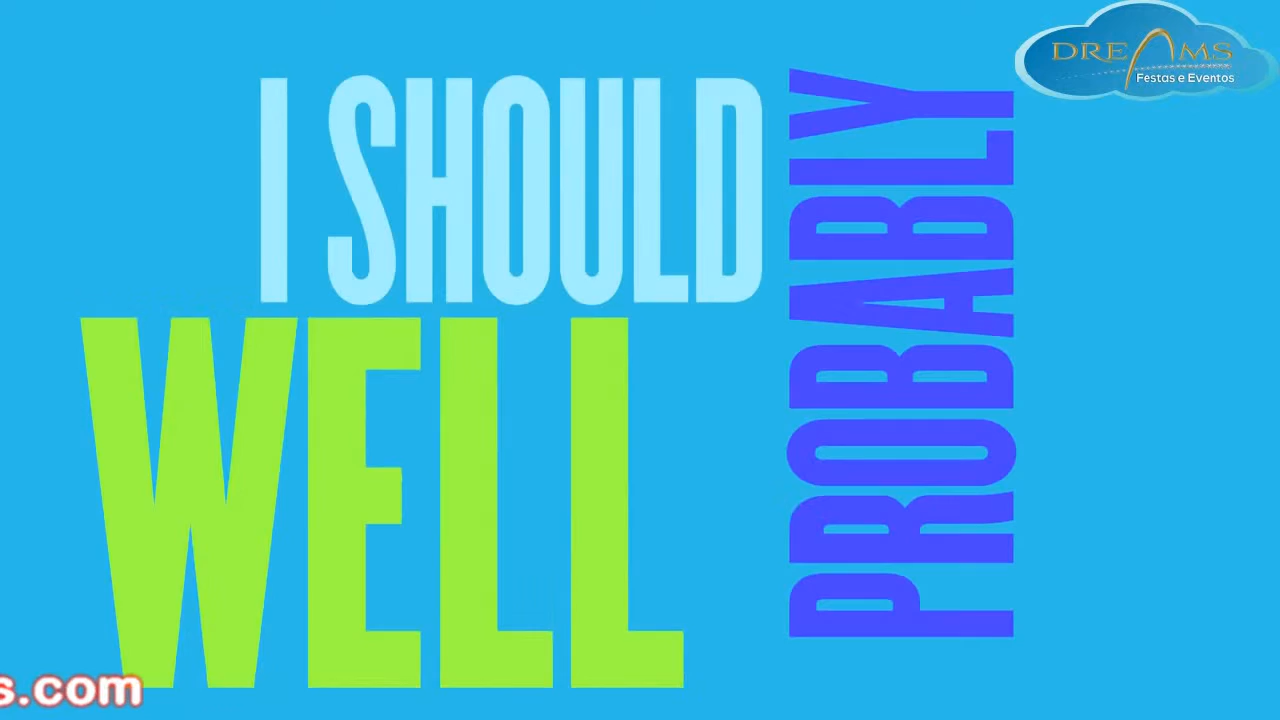 I SHOULD
PROBABLY
WELL
DREAMS
Festas e Eventos
s.com